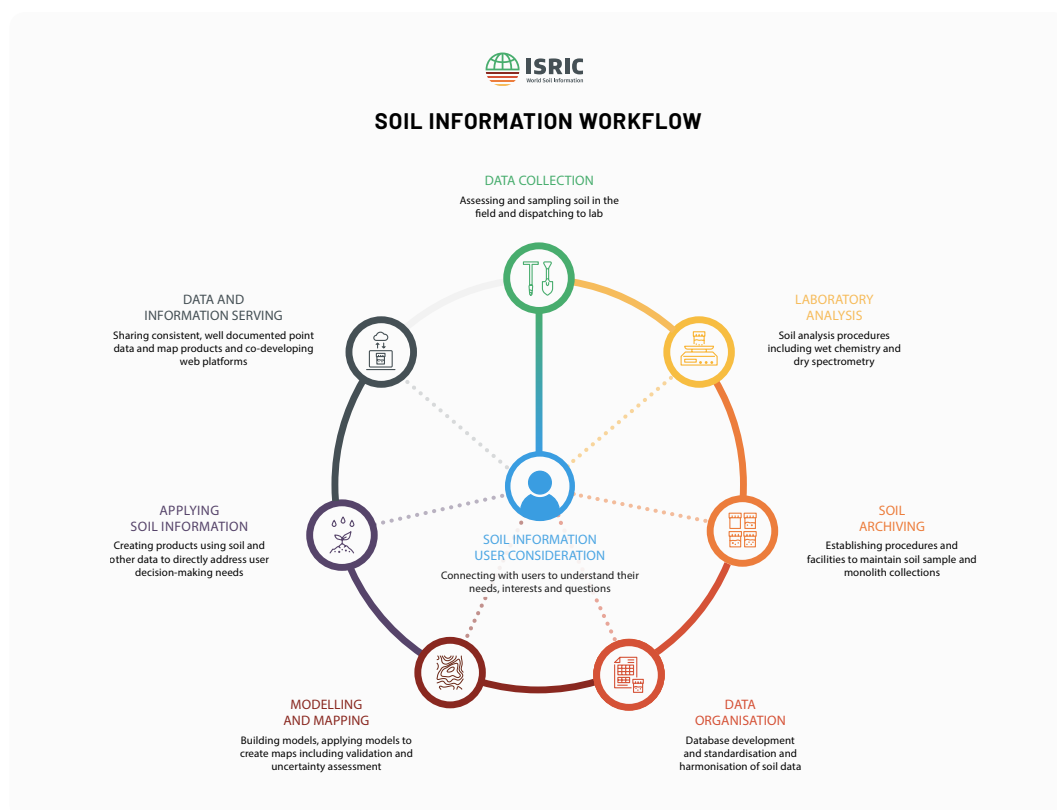 ISRIC
World Soil Information
SOIL INFORMATION WORKFLOW
DATA COLLECTION
Assessing and sampling soil in the
field and dispatching to lab
LABORATORY
ANALYSIS
Soil analysis procedures
including wet chemistry and
dry spectrometry
SOIL
ARCHIVING
Establishing procedures and
facilities to maintain soil sample and
monolith collections
DATA
ORGANISATION
Database development
and standardisation and
harmonisation of soil data
MODELLING
AND MAPPING
Building models, applying models to
create maps including validation and
uncertainty assessment
APPLYING
SOIL INFORMATION
Creating products using soil and
other data to directly address user
decision-making needs
DATA AND
INFORMATION SERVING
Sharing consistent, well documented point
data and map products and co-developing
web platforms
SOIL INFORMATION
USER CONSIDERATION
Connecting with users to understand their
needs, interests and questions